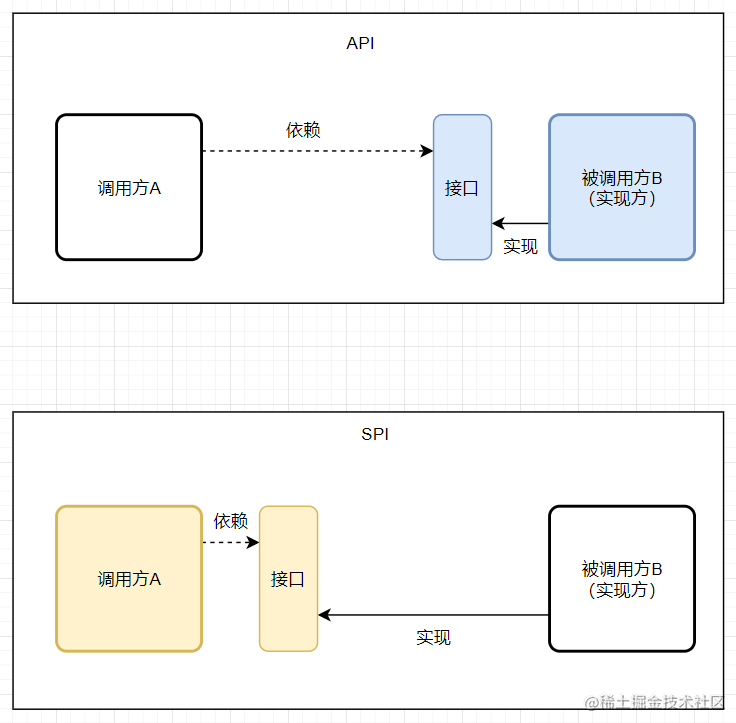 API
依赖
调用方A
接口
被调用方B
（实现方）
实现
SPI
依赖
调用方A
接口
被调用方B
（实现方）
实现
@稀土掘金技术社区